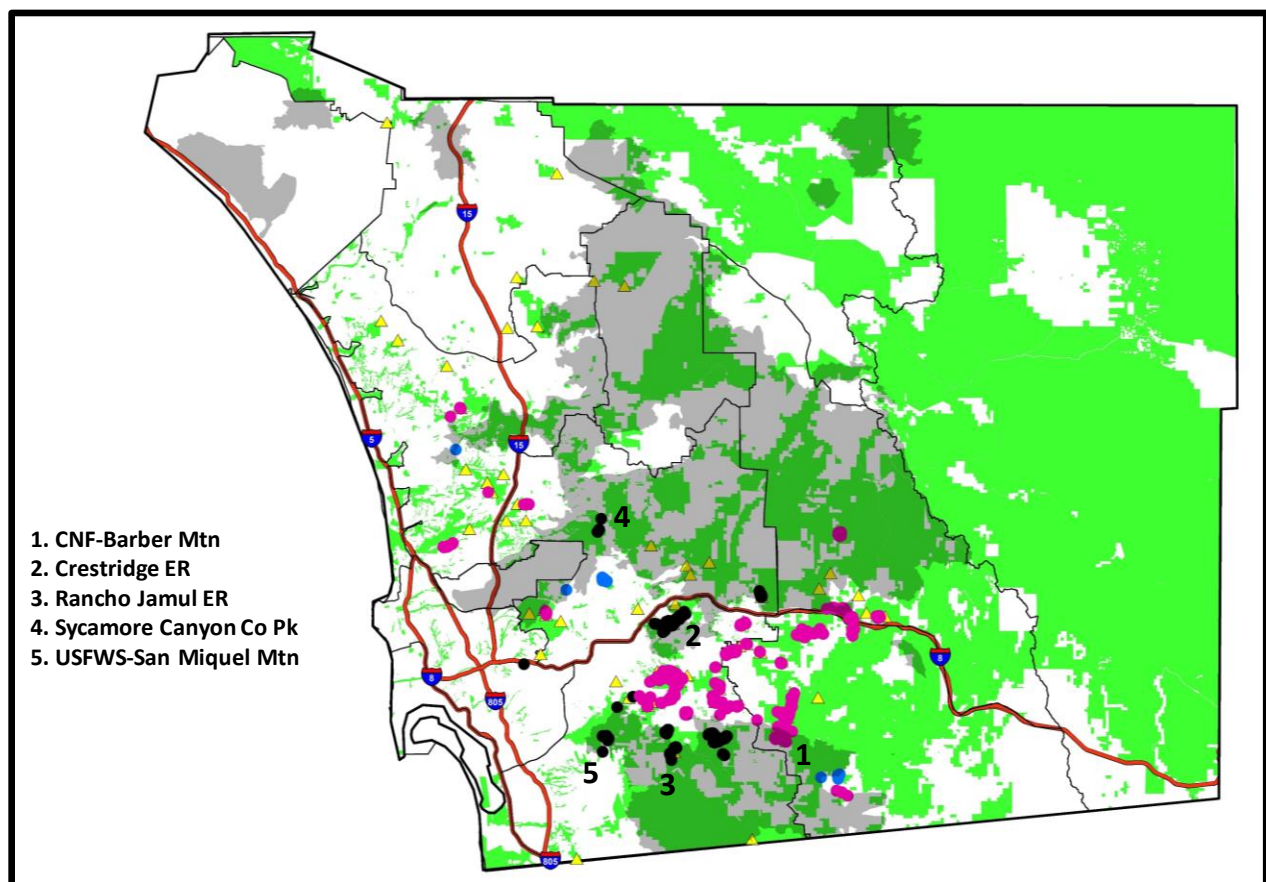 15
5
15
4
1. CNF-Barber Mtn
2. Crestridge ER
3. Rancho Jamul ER
4. Sycamore Canyon Co Pk
5. USFWS-San Miquel Mtn
2
8
8
805
1
5
3
805